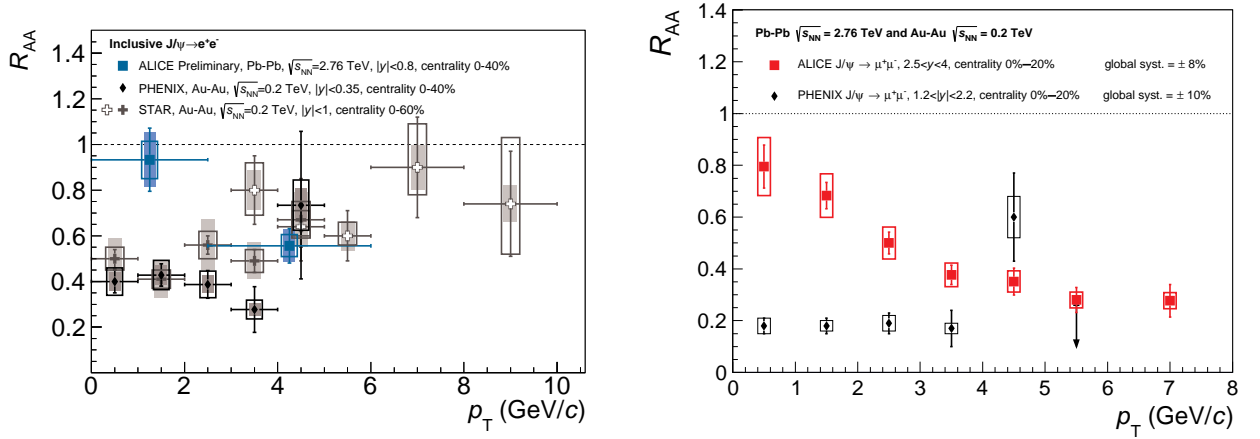 R_AA
1.4
1.2
1
0.8
0.6
0.4
0.2
Inclusive J/ψ→e⁺e⁻
ALICE Preliminary, Pb-Pb, √s_NN=2.76 TeV, |y|<0.8, centrality 0-40%
PHENIX, Au-Au, √s_NN=0.2 TeV, |y|<0.35, centrality 0-40%
STAR, Au-Au, √s_NN=0.2 TeV, |y|<1, centrality 0-60%
0 2 4 6 8 10
p_T (GeV/c)
R_AA
1.4
1.2
1
0.8
0.6
0.4
0.2
0
Pb-Pb √s_NN = 2.76 TeV and Au-Au √s_NN = 0.2 TeV
ALICE J/ψ → μ⁺μ⁻, 2.5<y<4, centrality 0%–20% global syst. = ± 8%
PHENIX J/ψ → μ⁺μ⁻, 1.2<|y|<2.2, centrality 0%–20% global syst. = ± 10%
0 1 2 3 4 5 6 7 8
p_T (GeV/c)